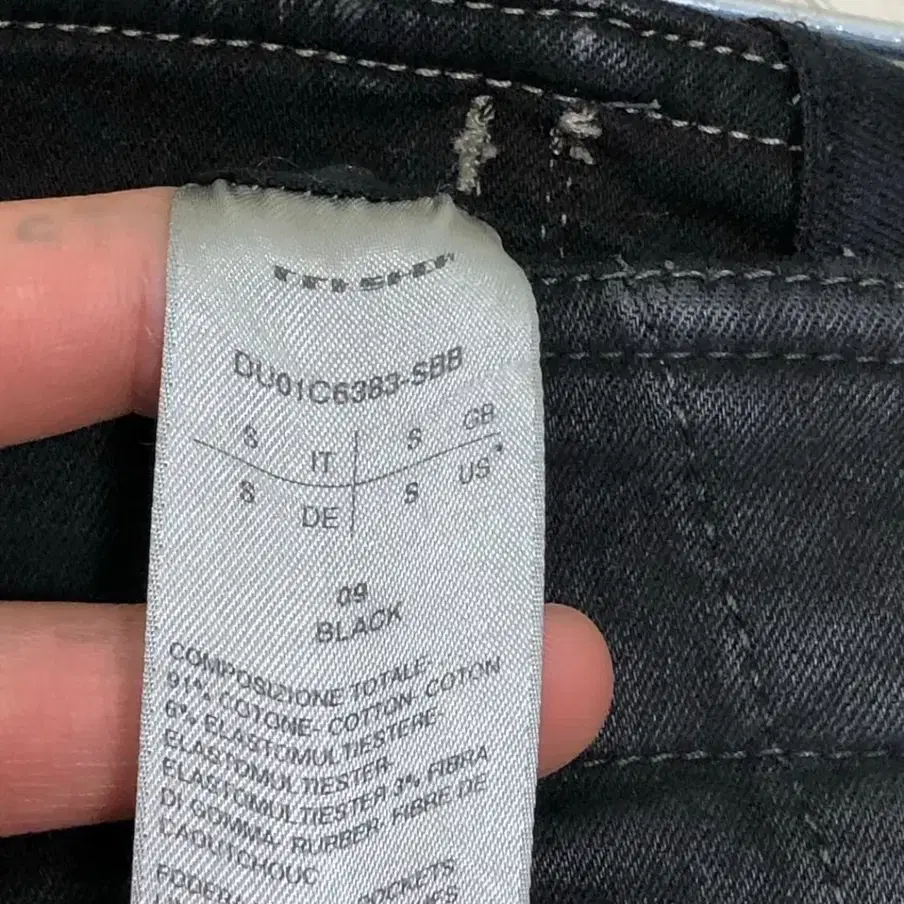 DU01C6383-SBB
S IT S GB
S DE S US*
09
BLACK
COMPOSIZIONE TOTALE-
91% COTONE- COTTON- COTON
6% ELASTOMULTIESTERE-
ELASTOMULTIESTER-
ELASTOMULTIESTER 3% FIBRA
DI GOMMA- RUBBER- FIBRE DE
CAOUTCHOUC
POCKETS